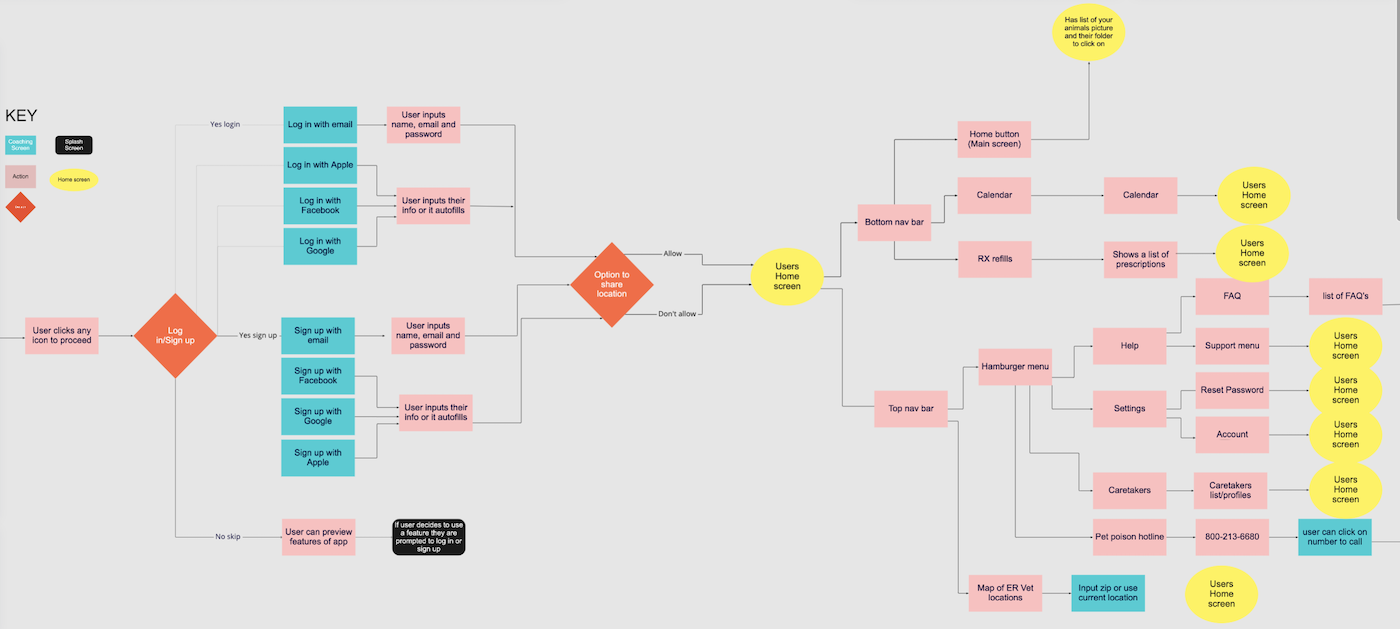 KEY
Coaching
Screen
Splash
Screen
Action
Home screen
User clicks any
icon to proceed
Log
in/Sign up
Yes login
Yes sign up
No skip
Log in with email
Log in with Apple
Log in with
Facebook
Log in with
Google
User inputs
name, email and
password
User inputs their
info or it autofills
Sign up with
email
Sign up with
Facebook
Sign up with
Google
Sign up with
Apple
User inputs
name, email and
password
User inputs their
info or it autofills
User can preview
features of app
If user decides to use
a feature they are
prompted to log in or
sign up
Option to
share
location
Allow
Don't allow
Users
Home
screen
Bottom nav bar
Home button
(Main screen)
Has list of your
animals picture
and their folder
to click on
Calendar
Calendar
Users
Home
screen
RX refills
Shows a list of
prescriptions
Users
Home
screen
Top nav bar
Hamburger menu
Help
FAQ
list of FAQ's
Support menu
Users
Home
screen
Settings
Reset Password
Users
Home
screen
Account
Users
Home
screen
Caretakers
Caretakers
list/profiles
Users
Home
screen
Pet poison hotline
800-213-6680
user can click on
number to call
Map of ER Vet
locations
Input zip or use
current location
Users
Home
screen